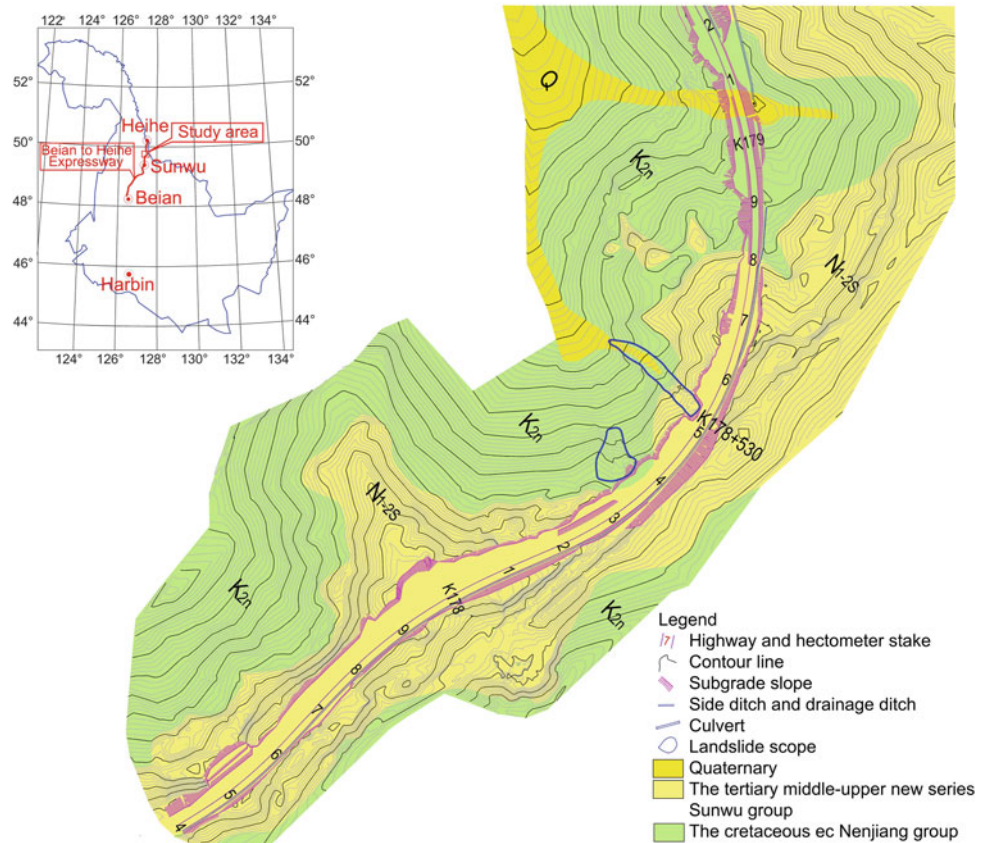 122° 124° 126° 128° 130° 132° 134°
52°
52°
50°
50°
48°
48°
46°
46°
44°
44°
124° 126° 128° 130° 132° 134°
Heihe
Study area
Beian to Heihe
Expressway
Sunwu
Beian
Harbin
2
1
K179
9
8
7
6
5
K178+530
4
3
2
1
K178
9
8
7
6
5
4
Q
K2n
N1-2S
K2n
N1-2S
K2n
K2n
Legend
7 Highway and hectometer stake
Contour line
Subgrade slope
Side ditch and drainage ditch
Culvert
Landslide scope
Quaternary
The tertiary middle-upper new series
Sunwu group
The cretaceous ec Nenjiang group